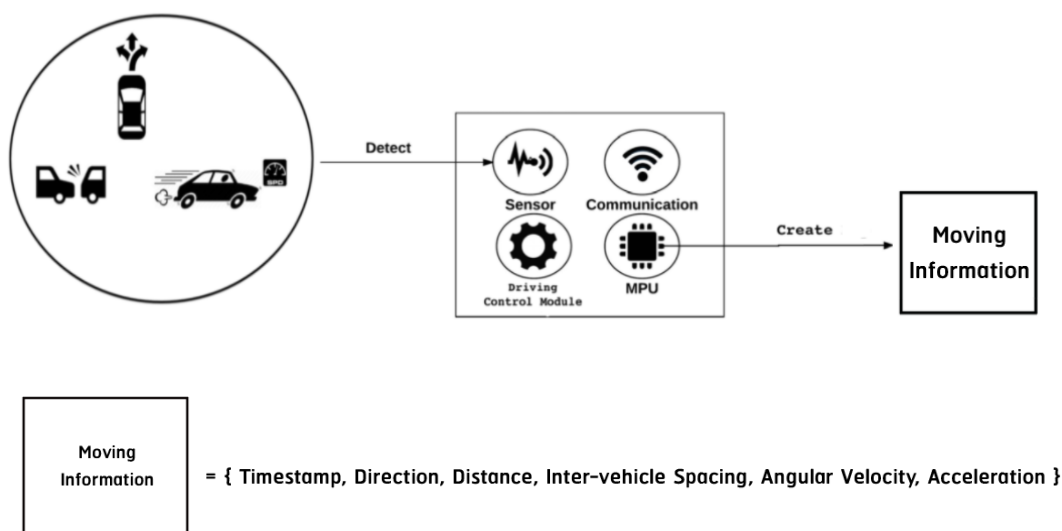 Detect
Sensor
Communication
Driving
Control Module
MPU
Create
Moving
Information
Moving
Information
= { Timestamp, Direction, Distance, Inter-vehicle Spacing, Angular Velocity, Acceleration }